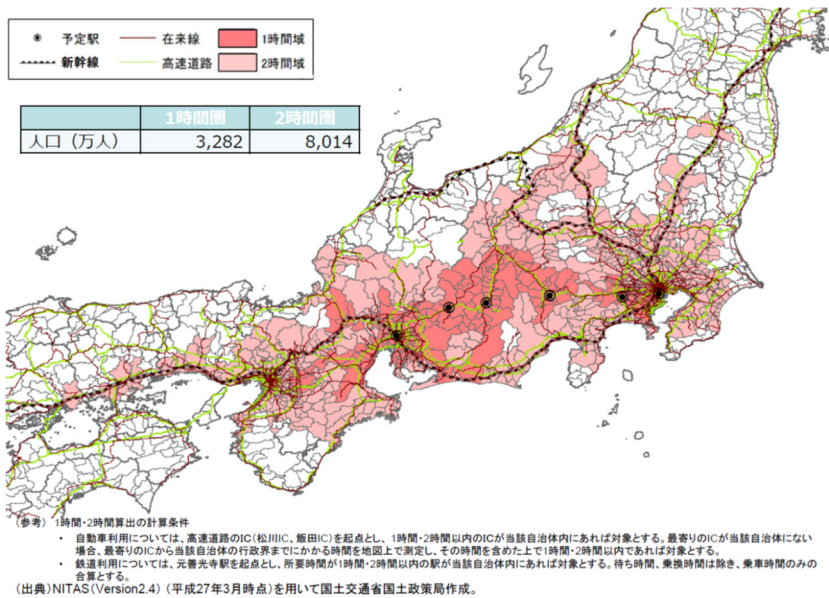 予定駅 在来線 1時間域
新幹線 高速道路 2時間域
1時間圏 2時間圏
人口（万人） 3,282 8,014
（参考） 1時間・2時間算出の計算条件
・ 自動車利用については、高速道路のIC（松川IC、飯田IC）を起点とし、1時間・2時間以内のICが当該自治体内にあれば対象とする。最寄りのICが当該自治体にない
場合、最寄りのICから当該自治体の行政界までにかかる時間を地図上で測定し、その時間を含めた上で1時間・2時間以内であれば対象とする。
・ 鉄道利用については、元善光寺駅を起点とし、所要時間が1時間・2時間以内の駅が当該自治体内にあれば対象とする。待ち時間、乗換時間は除き、乗車時間のみの
合算とする。
（出典）NITAS（Version2.4）（平成27年3月時点）を用いて国土交通省国土政策局作成。